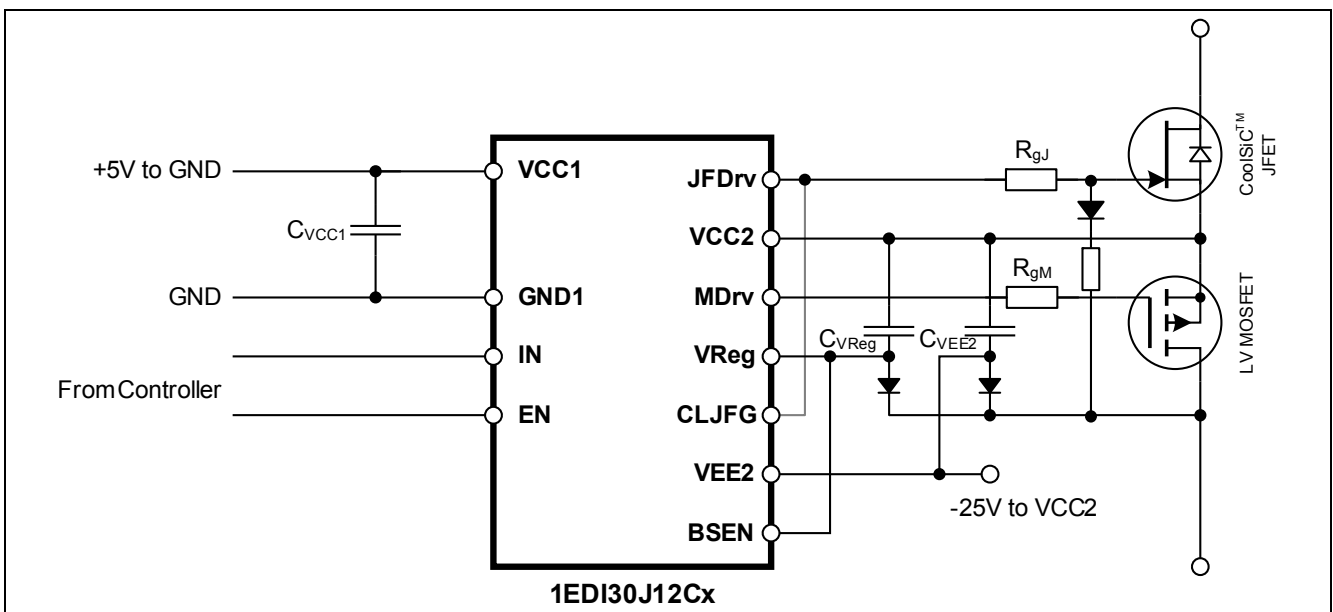 +5V to GND
CVCC1
GND
From Controller
VCC1
GND1
IN
EN
JFDrv
VCC2
MDrv
VReg
CLJFG
VEE2
BSEN
1EDI30J12Cx
RgJ
RgM
CVReg
CVEE2
-25V to VCC2
CoolSiC™
JFET
LV MOSFET